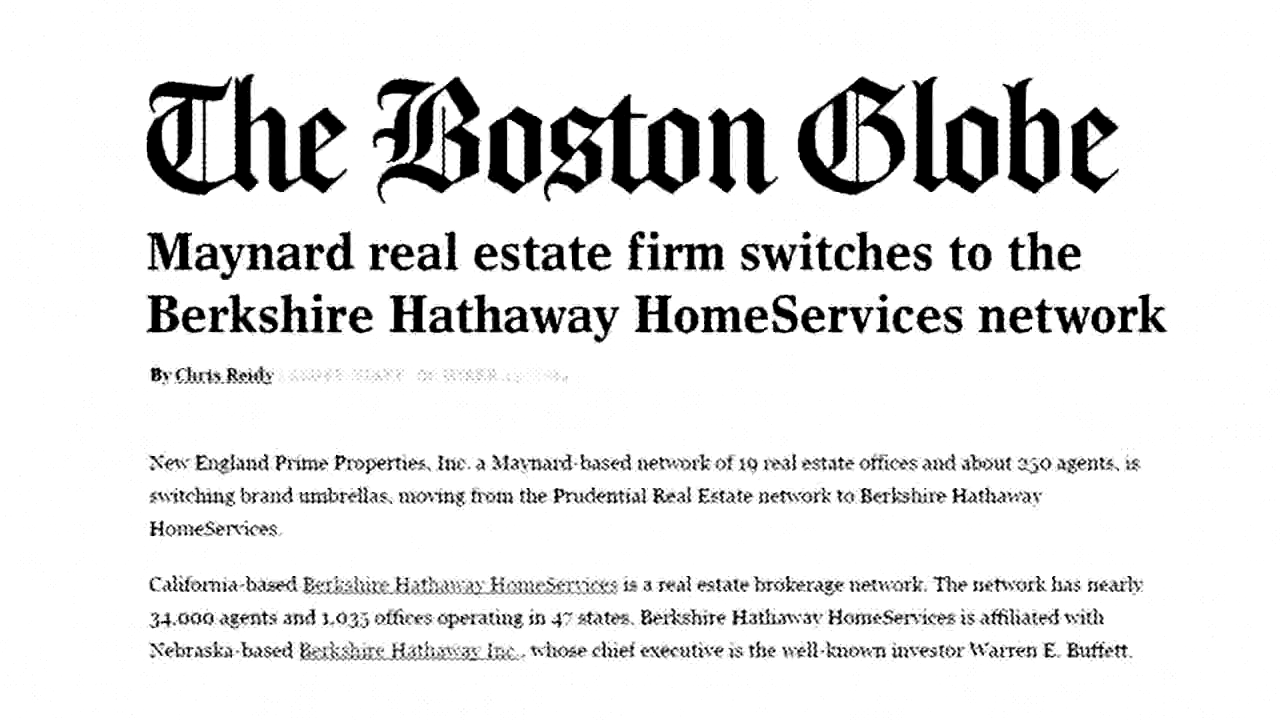 The Boston Globe
Maynard real estate firm switches to the
Berkshire Hathaway HomeServices network
By Chris Reidy
New England Prime Properties, Inc. a Maynard-based network of 19 real estate offices and about 250 agents, is
switching brand umbrellas, moving from the Prudential Real Estate network to Berkshire Hathaway
HomeServices.
California-based Berkshire Hathaway HomeServices is a real estate brokerage network. The network has nearly
34,000 agents and 1,035 offices operating in 47 states. Berkshire Hathaway HomeServices is affiliated with
Nebraska-based Berkshire Hathaway Inc., whose chief executive is the well-known investor Warren E. Buffett.